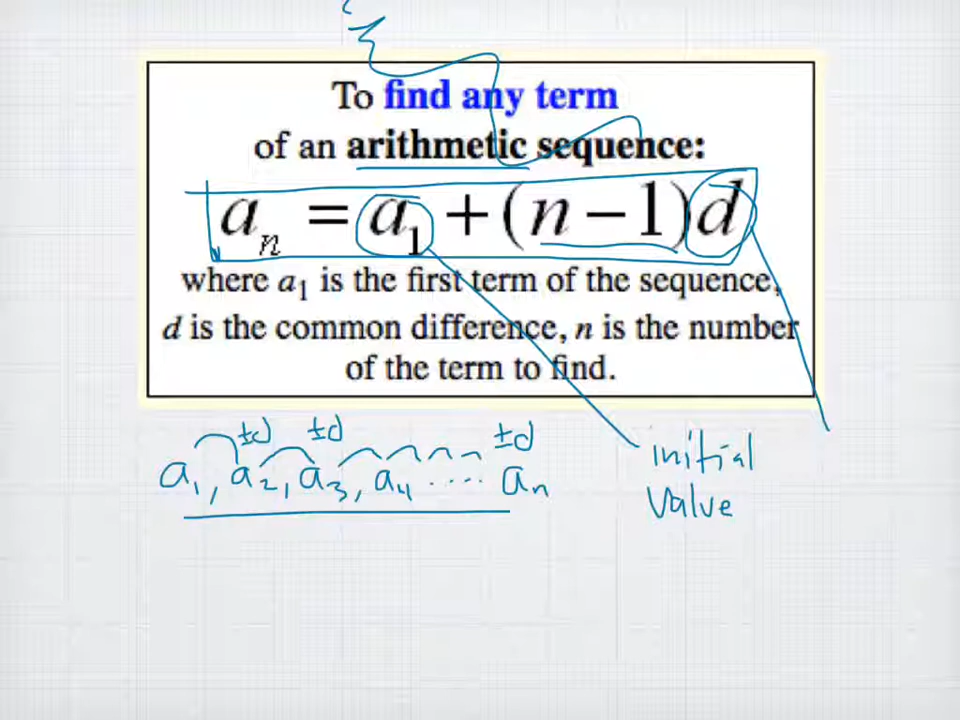 To find any term
of an arithmetic sequence:
aₙ = a₁ + (n − 1)d
where a₁ is the first term of the sequence,
d is the common difference, n is the number
of the term to find.
±d ±d ±d
a₁, a₂, a₃, a₄ .... aₙ
initial
value